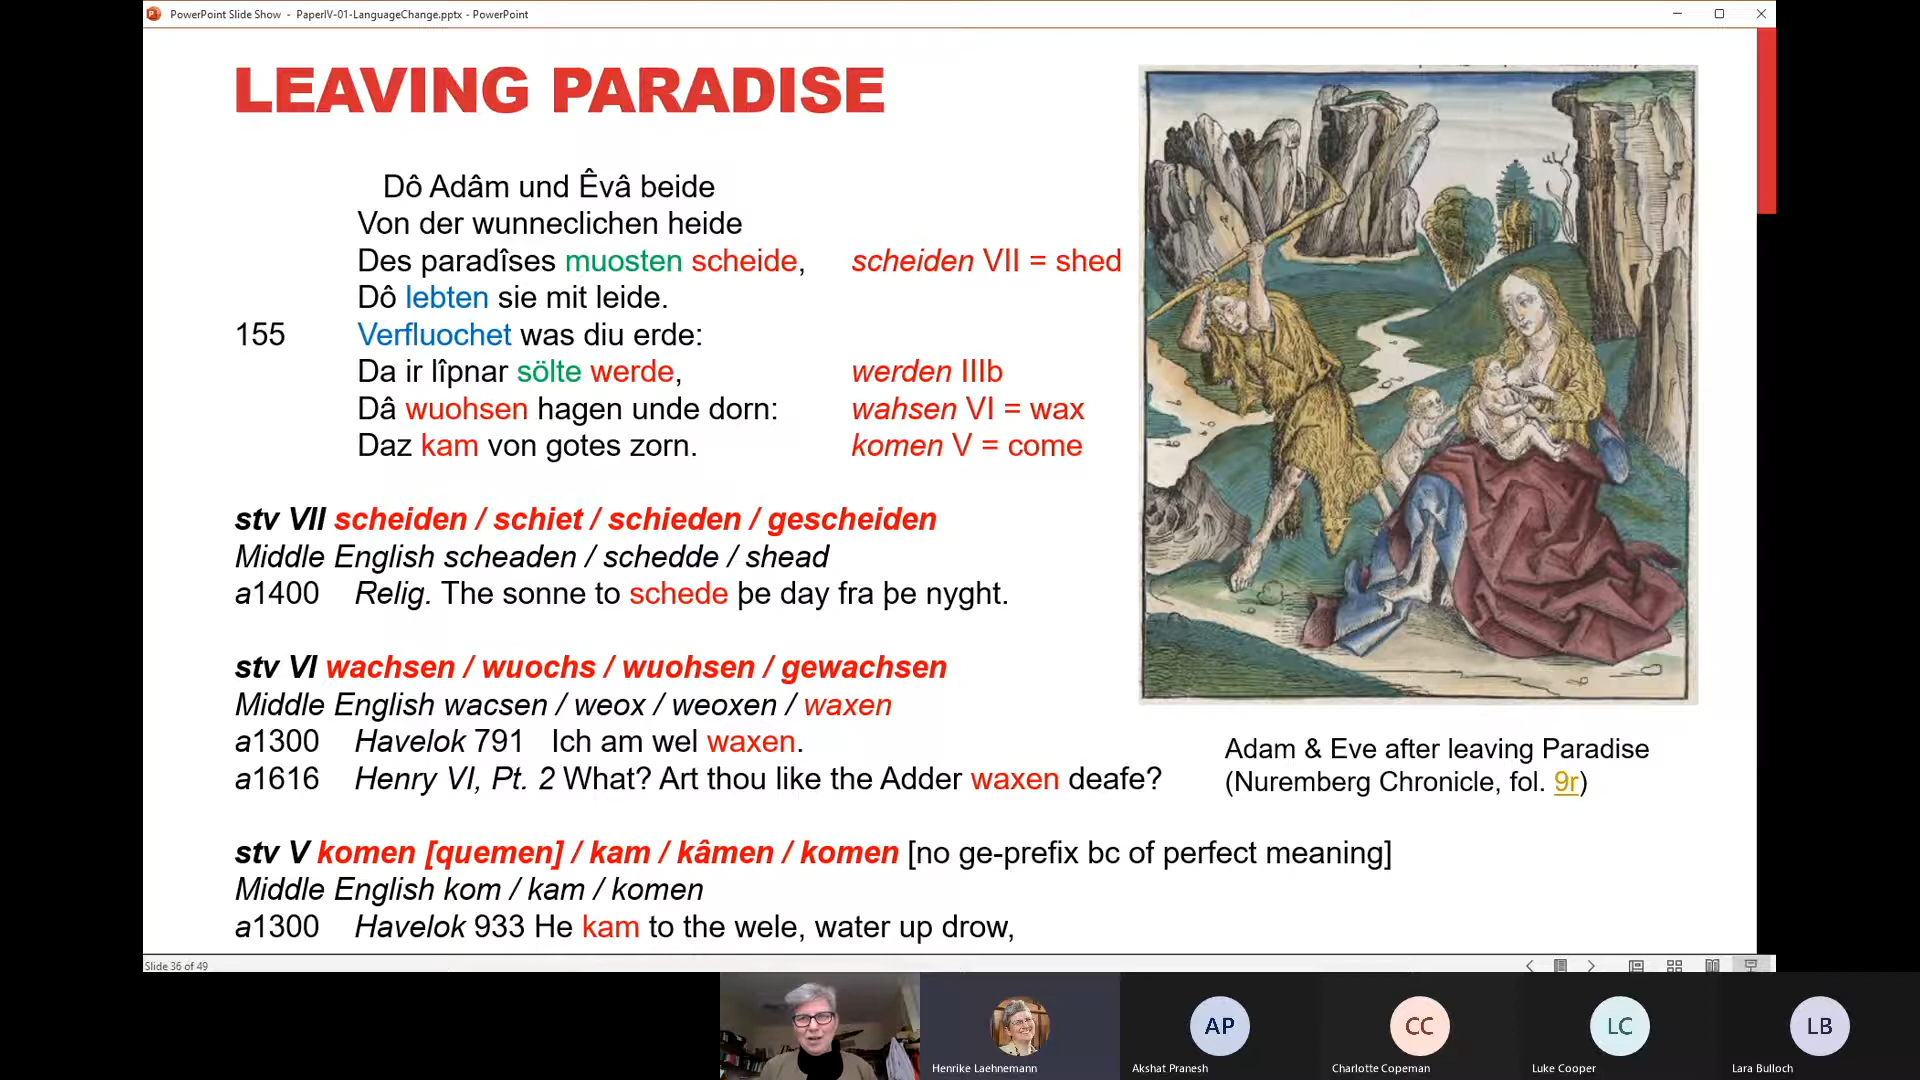 PowerPoint Slide Show - PaperIV-01-LanguageChange.pptx - PowerPoint
LEAVING PARADISE
Dô Adâm und Êvâ beide
Von der wunneclichen heide
Des paradîses muosten scheide, scheiden VII = shed
Dô lebten sie mit leide.
155 Verfluochet was diu erde:
Da ir lîpnar sölte werde, werden IIIb
Dâ wuohsen hagen unde dorn: wahsen VI = wax
Daz kam von gotes zorn. komen V = come
stv VII scheiden / schiet / schieden / gescheiden
Middle English scheaden / schedde / shead
a1400 Relig. The sonne to schede þe day fra þe nyght.
stv VI wachsen / wuochs / wuohsen / gewachsen
Middle English wacsen / weox / weoxen / waxen
a1300 Havelok 791 Ich am wel waxen.
a1616 Henry VI, Pt. 2 What? Art thou like the Adder waxen deafe?
Adam & Eve after leaving Paradise
(Nuremberg Chronicle, fol. 9r)
stv V komen [quemen] / kam / kâmen / komen [no ge-prefix bc of perfect meaning]
Middle English kom / kam / komen
a1300 Havelok 933 He kam to the wele, water up drow,
Slide 36 of 49
AP
CC
LC
LB
Henrike Laehnemann
Akshat Pranesh
Charlotte Copeman
Luke Cooper
Lara Bulloch